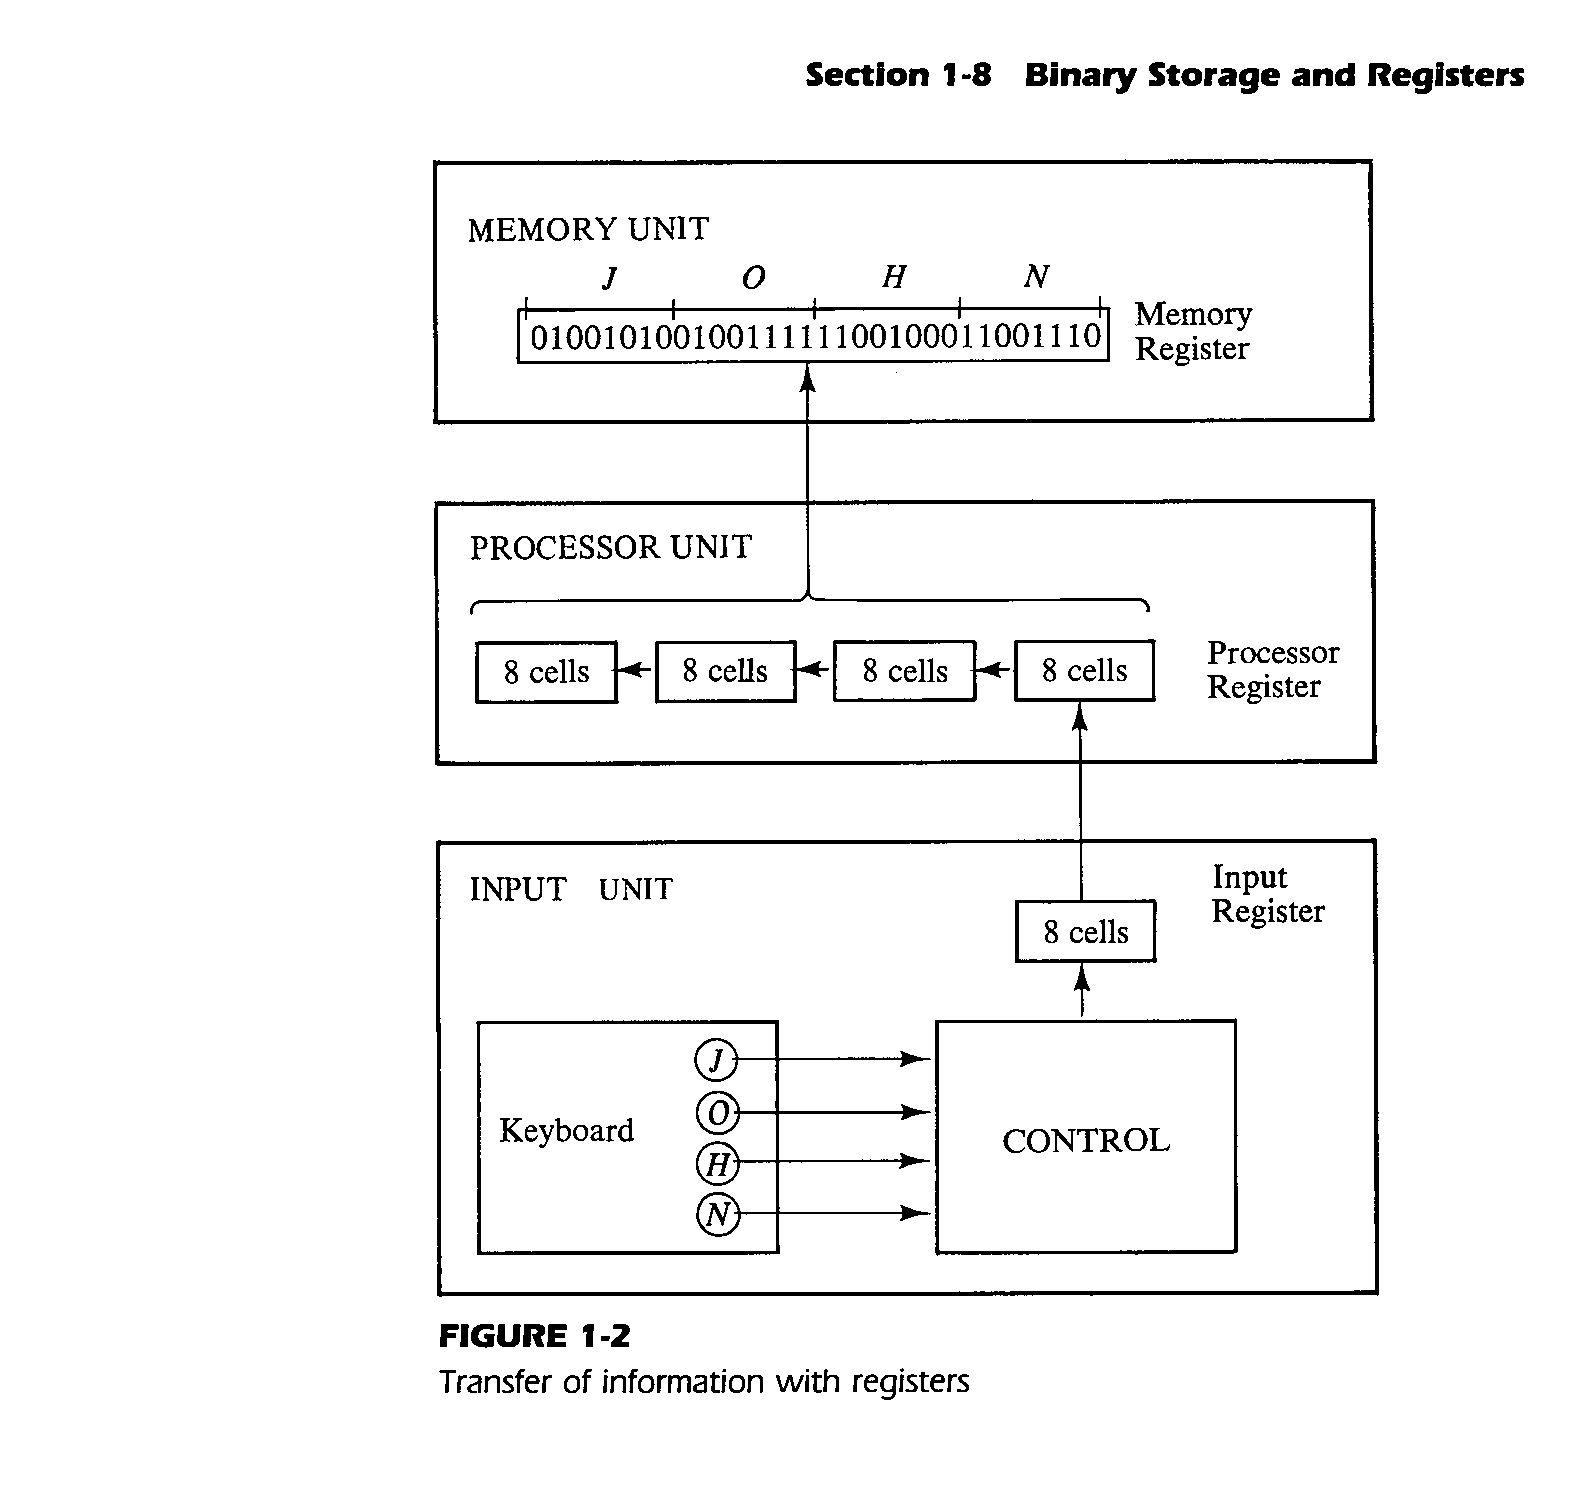 Section 1-8 Binary Storage and Registers
MEMORY UNIT
J O H N
01001010010011111100100011001110
Memory
Register
PROCESSOR UNIT
8 cells 8 cells 8 cells 8 cells
Processor
Register
INPUT UNIT
Input
Register
8 cells
J
O
Keyboard
H
N
CONTROL
FIGURE 1-2
Transfer of information with registers